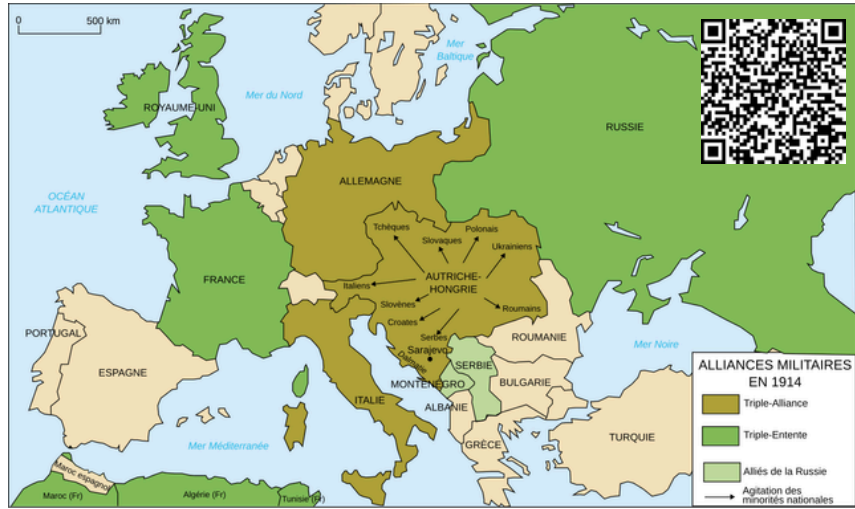 0 500 km
Mer
Baltique
Mer du Nord
ROYAUME-UNI
RUSSIE
ALLEMAGNE
OCÉAN
ATLANTIQUE
Tchèques
Polonais
Slovaques
Ukrainiens
FRANCE
AUTRICHE-
HONGRIE
Italiens
Slovènes
Roumains
Croates
Serbes
PORTUGAL
ROUMANIE
Mer Noire
Sarajevo
Dalmatie
SERBIE
ESPAGNE
MONTÉNÉGRO
BULGARIE
ITALIE
ALBANIE
GRÈCE
TURQUIE
Mer Méditerranée
Maroc espagnol
Maroc (Fr)
Algérie (Fr)
Tunisie (Fr)
ALLIANCES MILITAIRES
EN 1914
Triple-Alliance
Triple-Entente
Alliés de la Russie
Agitation des
minorités nationales